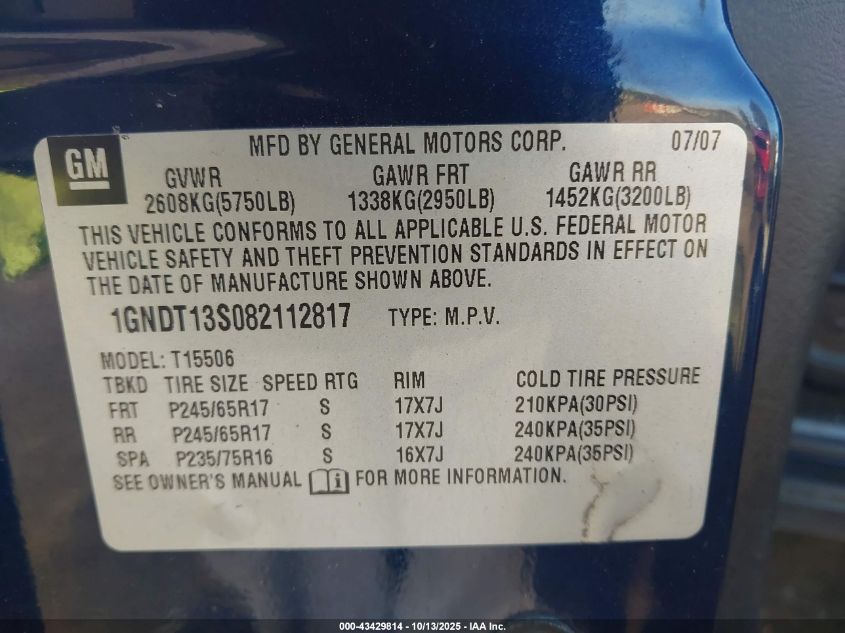 GM
MFD BY GENERAL MOTORS CORP. 07/07
GVWR GAWR FRT GAWR RR
2608KG(5750LB) 1338KG(2950LB) 1452KG(3200LB)
THIS VEHICLE CONFORMS TO ALL APPLICABLE U.S. FEDERAL MOTOR
VEHICLE SAFETY AND THEFT PREVENTION STANDARDS IN EFFECT ON
THE DATE OF MANUFACTURE SHOWN ABOVE.
1GNDT13S082112817 TYPE: M.P.V.
MODEL: T15506
TBKD TIRE SIZE SPEED RTG RIM COLD TIRE PRESSURE
FRT P245/65R17 S 17X7J 210KPA(30PSI)
RR P245/65R17 S 17X7J 240KPA(35PSI)
SPA P235/75R16 S 16X7J 240KPA(35PSI)
SEE OWNER'S MANUAL i FOR MORE INFORMATION.
000-43429814 - 10/13/2025 - IAA Inc.